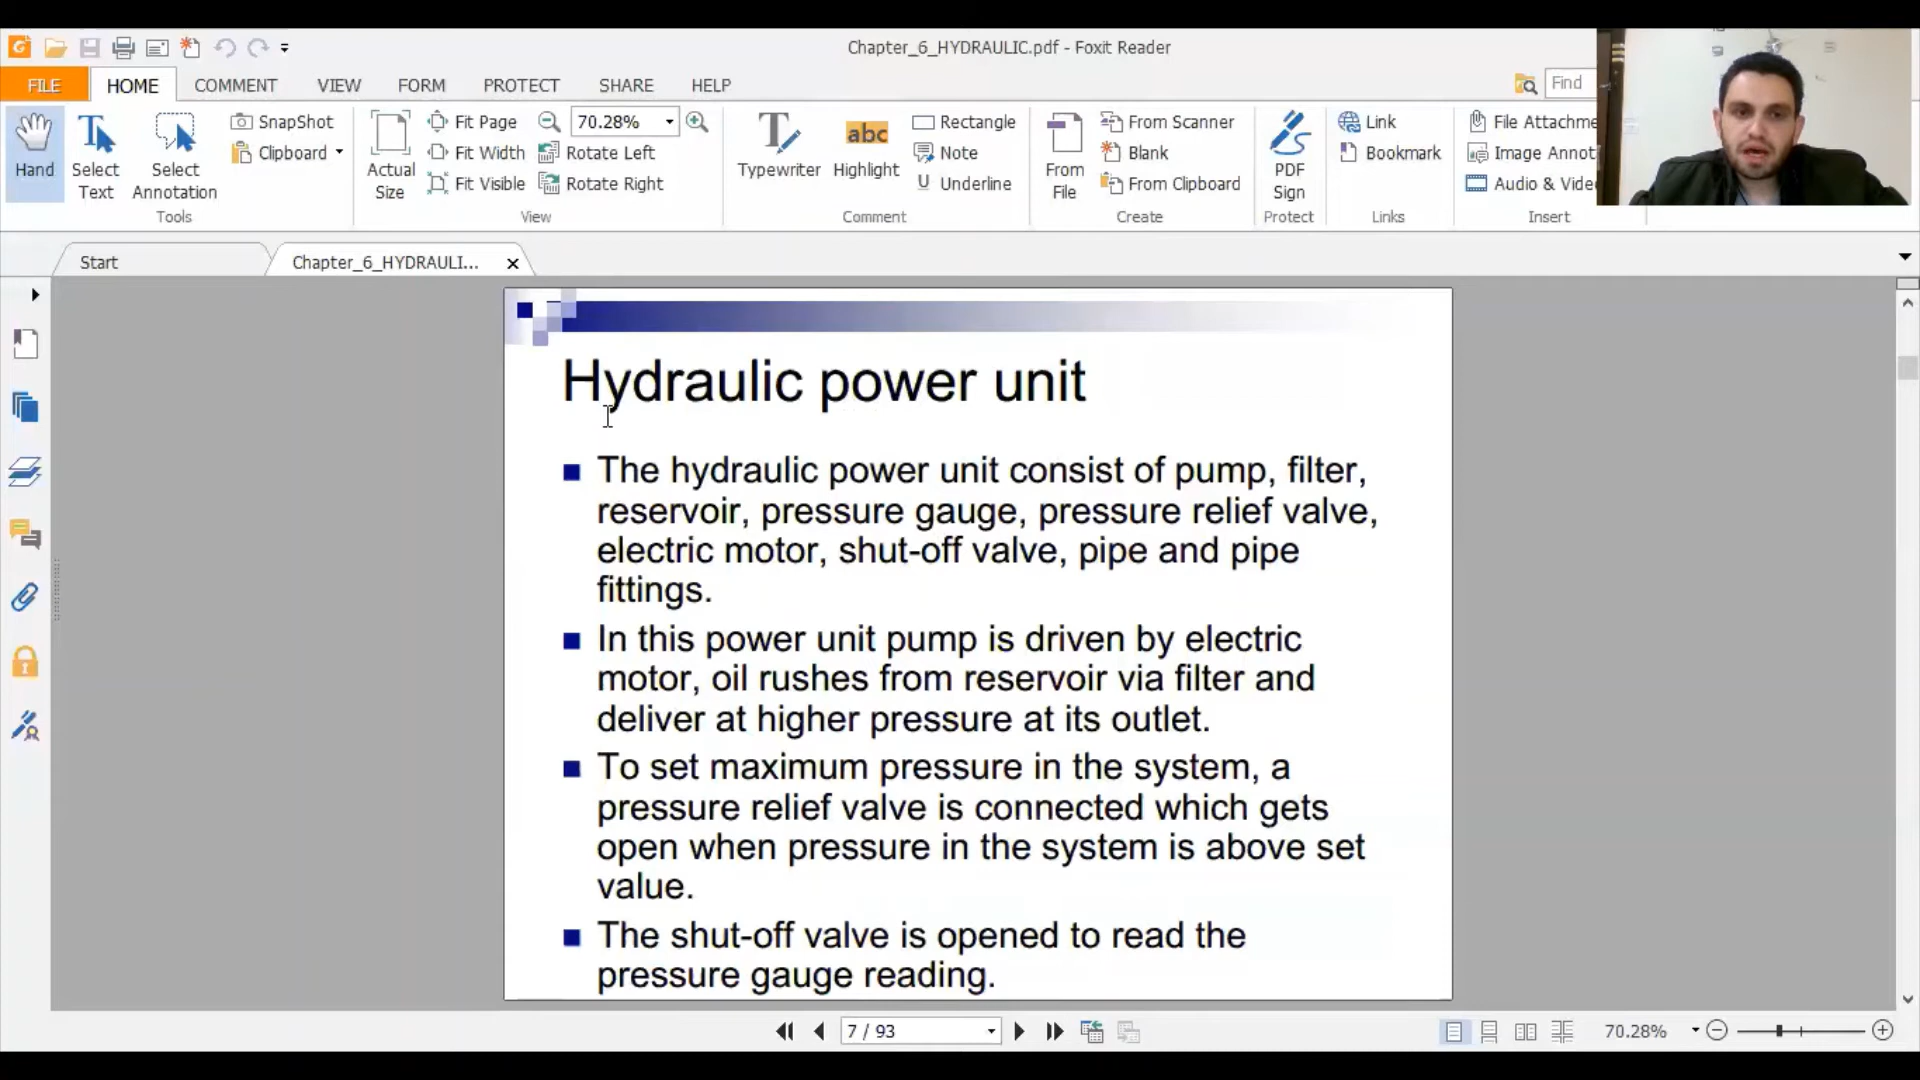 Chapter_6_HYDRAULIC.pdf - Foxit Reader
FILE HOME COMMENT VIEW FORM PROTECT SHARE HELP Find
Hand
Select Text
Select Annotation
SnapShot
Clipboard
Tools
Actual Size
Fit Page
Fit Width
Fit Visible
70.28%
Rotate Left
Rotate Right
View
Typewriter
abc
Highlight
Rectangle
Note
U Underline
Comment
From File
From Scanner
Blank
From Clipboard
Create
PDF Sign
Protect
Link
Bookmark
Links
File Attachme
Image Annot
Audio & Vide
Insert
Start Chapter_6_HYDRAULI...
Hydraulic power unit
The hydraulic power unit consist of pump, filter,
reservoir, pressure gauge, pressure relief valve,
electric motor, shut-off valve, pipe and pipe
fittings.
In this power unit pump is driven by electric
motor, oil rushes from reservoir via filter and
deliver at higher pressure at its outlet.
To set maximum pressure in the system, a
pressure relief valve is connected which gets
open when pressure in the system is above set
value.
The shut-off valve is opened to read the
pressure gauge reading.
7 / 93
70.28%